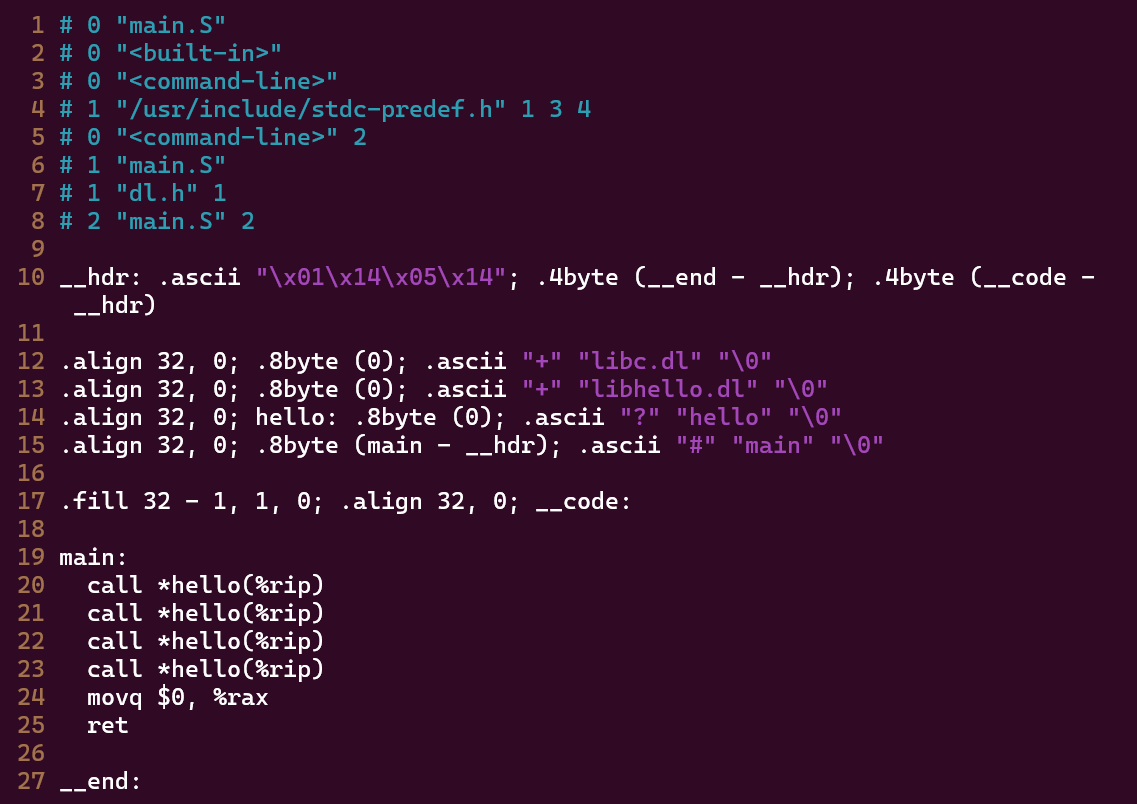 1 # 0 "main.S"
2 # 0 "<built-in>"
3 # 0 "<command-line>"
4 # 1 "/usr/include/stdc-predef.h" 1 3 4
5 # 0 "<command-line>" 2
6 # 1 "main.S"
7 # 1 "dl.h" 1
8 # 2 "main.S" 2
9
10 __hdr: .ascii "\x01\x14\x05\x14"; .4byte (__end - __hdr); .4byte (__code -
__hdr)
11
12 .align 32, 0; .8byte (0); .ascii "+" "libc.dl" "\0"
13 .align 32, 0; .8byte (0); .ascii "+" "libhello.dl" "\0"
14 .align 32, 0; hello: .8byte (0); .ascii "?" "hello" "\0"
15 .align 32, 0; .8byte (main - __hdr); .ascii "#" "main" "\0"
16
17 .fill 32 - 1, 1, 0; .align 32, 0; __code:
18
19 main:
20   call *hello(%rip)
21   call *hello(%rip)
22   call *hello(%rip)
23   call *hello(%rip)
24   movq $0, %rax
25   ret
26
27 __end: